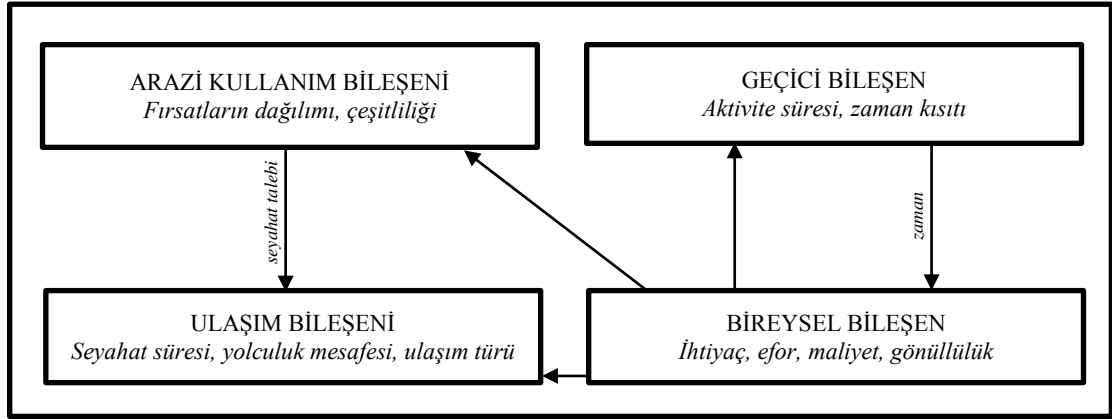 ARAZİ KULLANIM BİLEŞENİ
Fırsatların dağılımı, çeşitliliği
GEÇİCİ BİLEŞEN
Aktivite süresi, zaman kısıtı
seyahat talebi
zaman
ULAŞIM BİLEŞENİ
Seyahat süresi, yolculuk mesafesi, ulaşım türü
BİREYSEL BİLEŞEN
İhtiyaç, efor, maliyet, gönüllülük